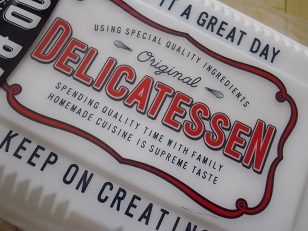 IT A GREAT DAY
USING SPECIAL QUALITY INGREDIENTS
Original
DELICATESSEN
SPENDING QUALITY TIME WITH FAMILY
HOMEMADE CUISINE IS SUPREME TASTE
KEEP ON CREATIN